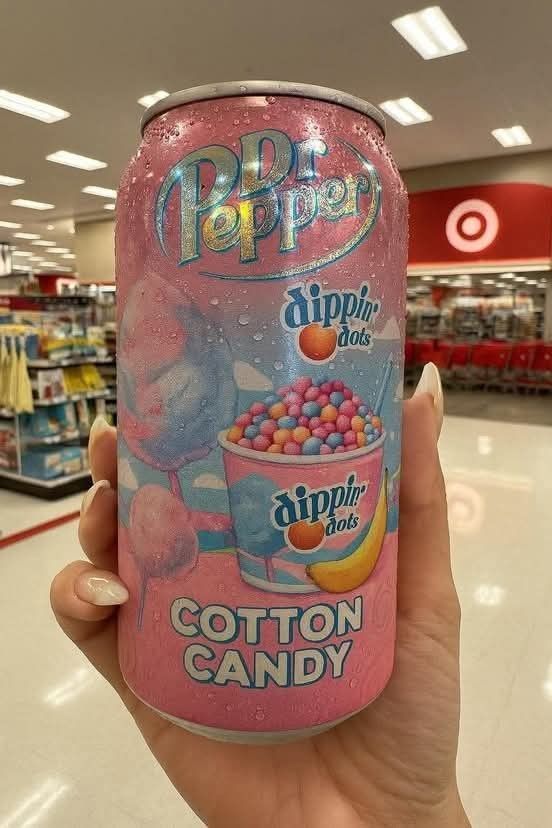 Dr
Pepper
dippin'
dots
dippin'
dots
COTTON
CANDY